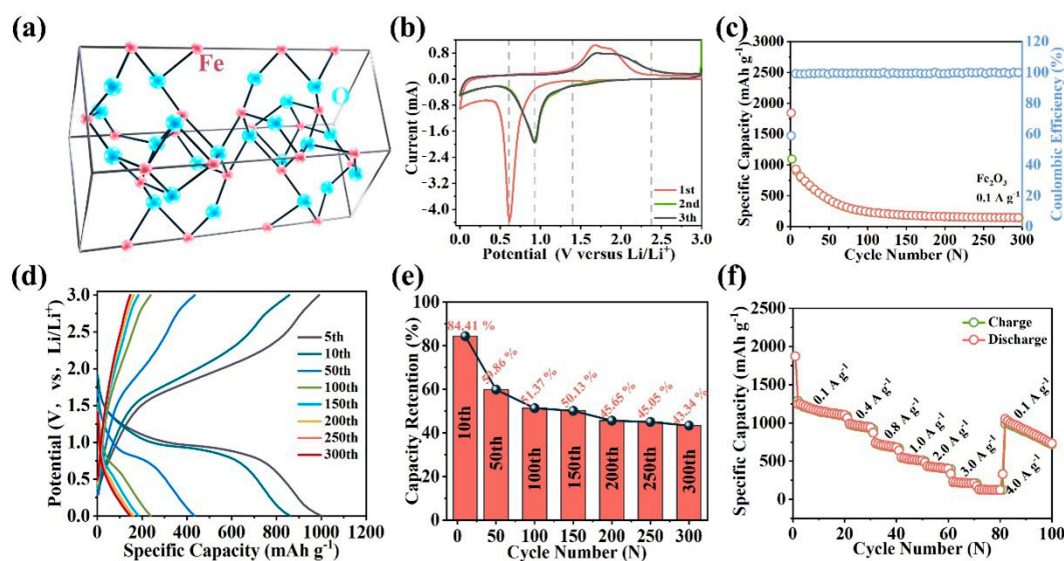 (a)
Fe
O
(b)
0.8
0.0
-0.8
-1.6
-2.4
-3.2
-4.0
Current (mA)
1st
2nd
3th
0.0 0.5 1.0 1.5 2.0 2.5 3.0
Potential (V versus Li/Li⁺)
(c)
3000
2500
2000
1500
1000
500
0
Specific Capacity (mAh g⁻¹)
Fe₂O₃
0.1 A g⁻¹
120
100
80
60
40
20
0
Coulombic Efficiency (%)
0 50 100 150 200 250 300
Cycle Number (N)
(d)
3.0
2.5
2.0
1.5
1.0
0.5
0.0
Potential (V, vs, Li/Li⁺)
5th
10th
50th
100th
150th
200th
250th
300th
0 200 400 600 800 1000 1200
Specific Capacity (mAh g⁻¹)
(e)
100
80
60
40
20
0
Capacity Retention (%)
84.41 %
59.86 %
51.37 %
50.13 %
45.65 %
45.05 %
43.34 %
10th
50th
100th
150th
200th
250th
300th
0 50 100 150 200 250 300
Cycle Number (N)
(f)
2500
2000
1500
1000
500
0
Specific Capacity (mAh g⁻¹)
Charge
Discharge
0.1 A g⁻¹
0.4 A g⁻¹
0.8 A g⁻¹
1.0 A g⁻¹
2.0 A g⁻¹
3.0 A g⁻¹
4.0 A g⁻¹
0.1 A g⁻¹
0 20 40 60 80 100
Cycle Number (N)